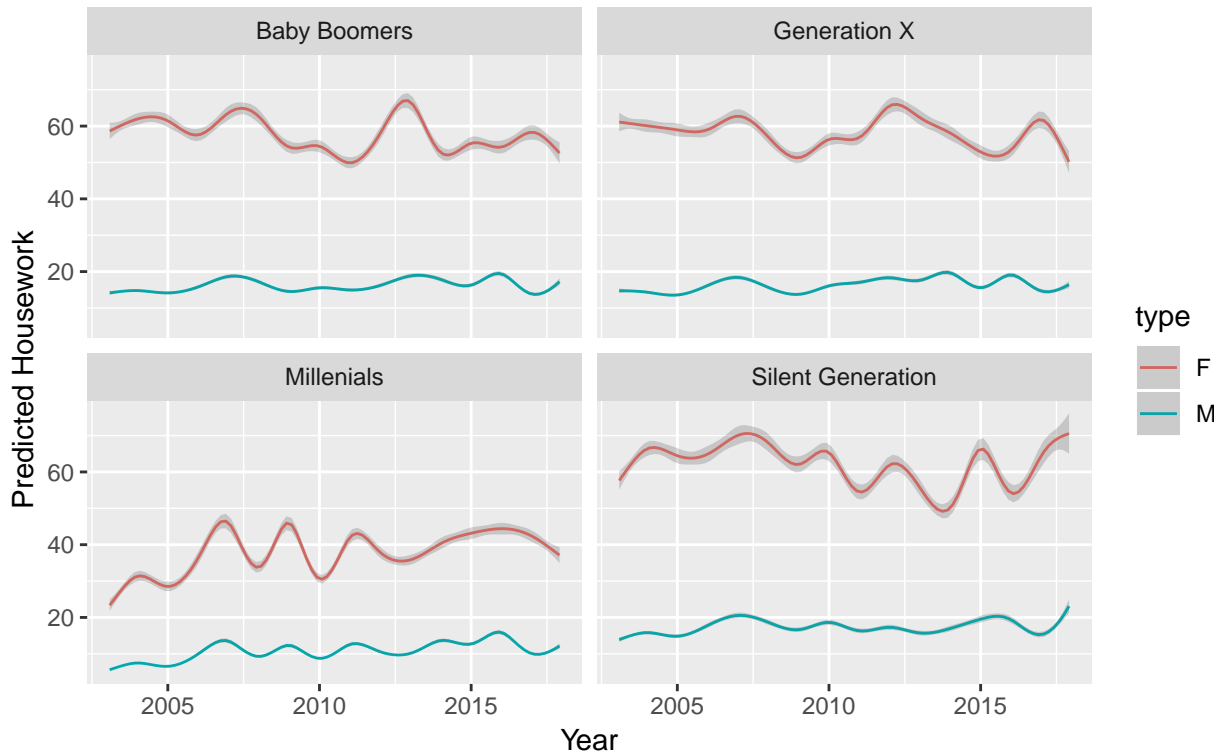 Baby Boomers
Generation X
60
40
20
Millenials
Silent Generation
60
40
20
2005 2010 2015
2005 2010 2015
Year
Predicted Housework
type
F
M